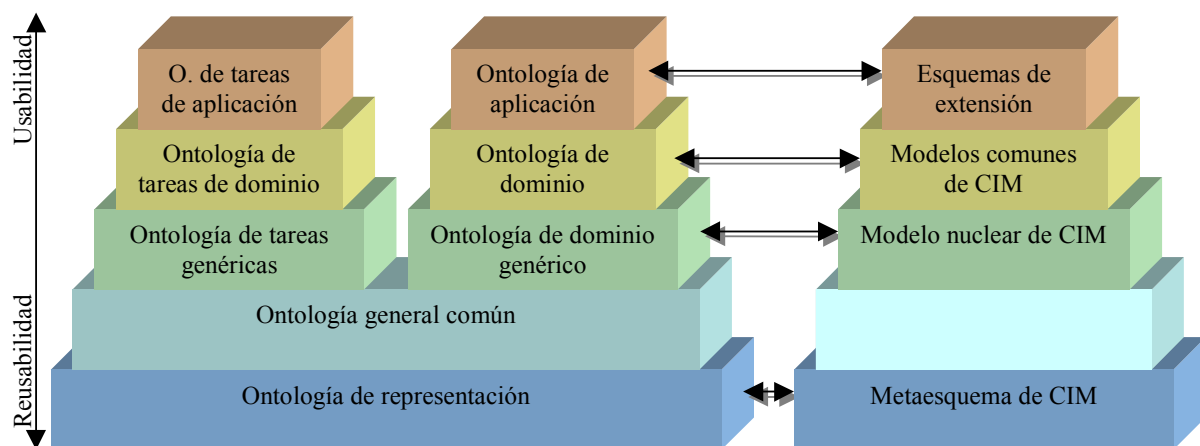 Usabilidad
Reusabilidad
O. de tareas
de aplicación
Ontología de
aplicación
Esquemas de
extensión
Ontología de
tareas de dominio
Ontología de
dominio
Modelos comunes
de CIM
Ontología de tareas
genéricas
Ontología de dominio
genérico
Modelo nuclear de CIM
Ontología general común
Ontología de representación
Metaesquema de CIM